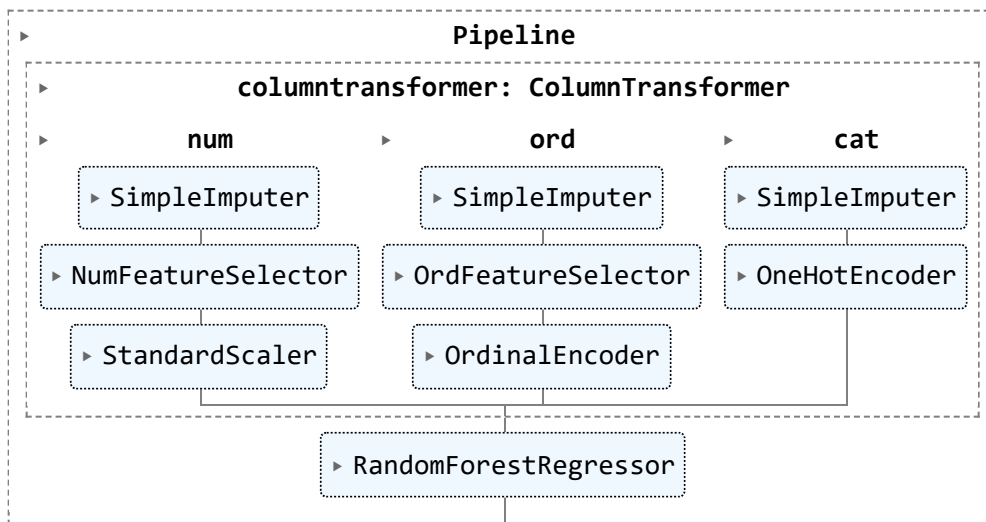 Pipeline
columntransformer: ColumnTransformer
num ord cat
SimpleImputer SimpleImputer SimpleImputer
NumFeatureSelector OrdFeatureSelector OneHotEncoder
StandardScaler OrdinalEncoder
RandomForestRegressor